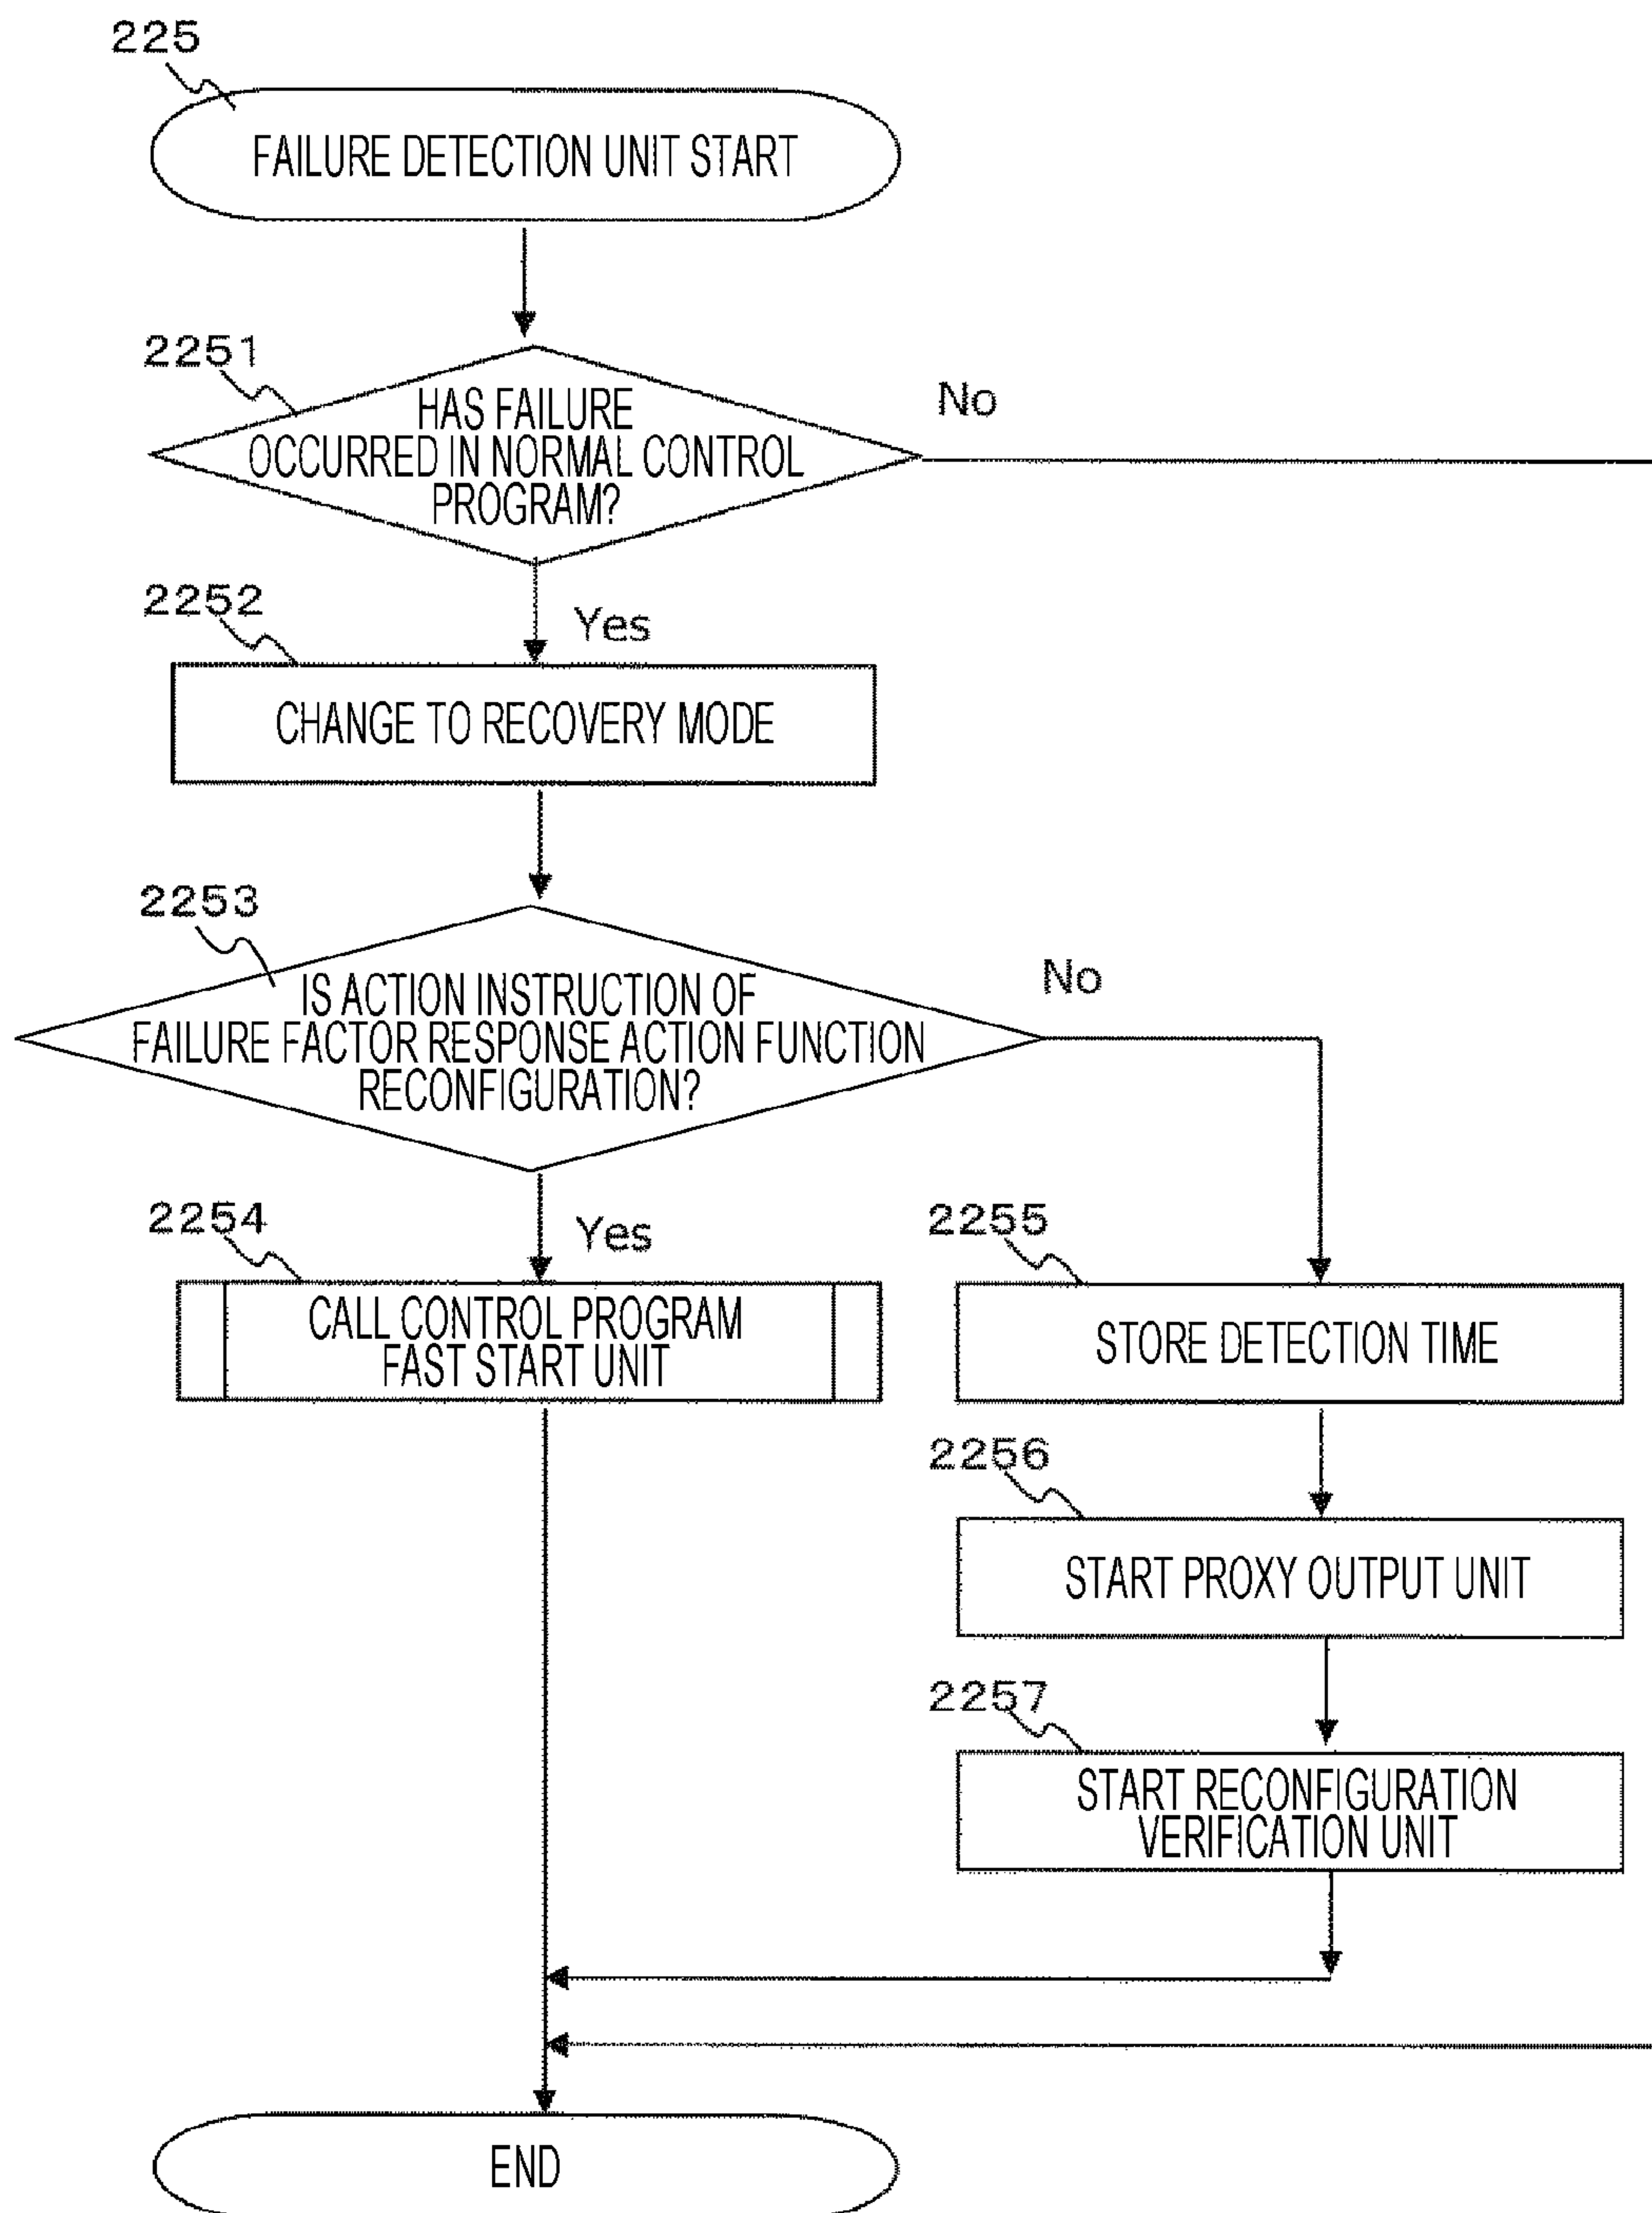 225
FAILURE DETECTION UNIT START
2251
HAS FAILURE
OCCURRED IN NORMAL CONTROL
PROGRAM?
No
2252
Yes
CHANGE TO RECOVERY MODE
2253
IS ACTION INSTRUCTION OF
FAILURE FACTOR RESPONSE ACTION FUNCTION
RECONFIGURATION?
No
2254
Yes
CALL CONTROL PROGRAM
FAST START UNIT
2255
STORE DETECTION TIME
2256
START PROXY OUTPUT UNIT
2257
START RECONFIGURATION
VERIFICATION UNIT
END